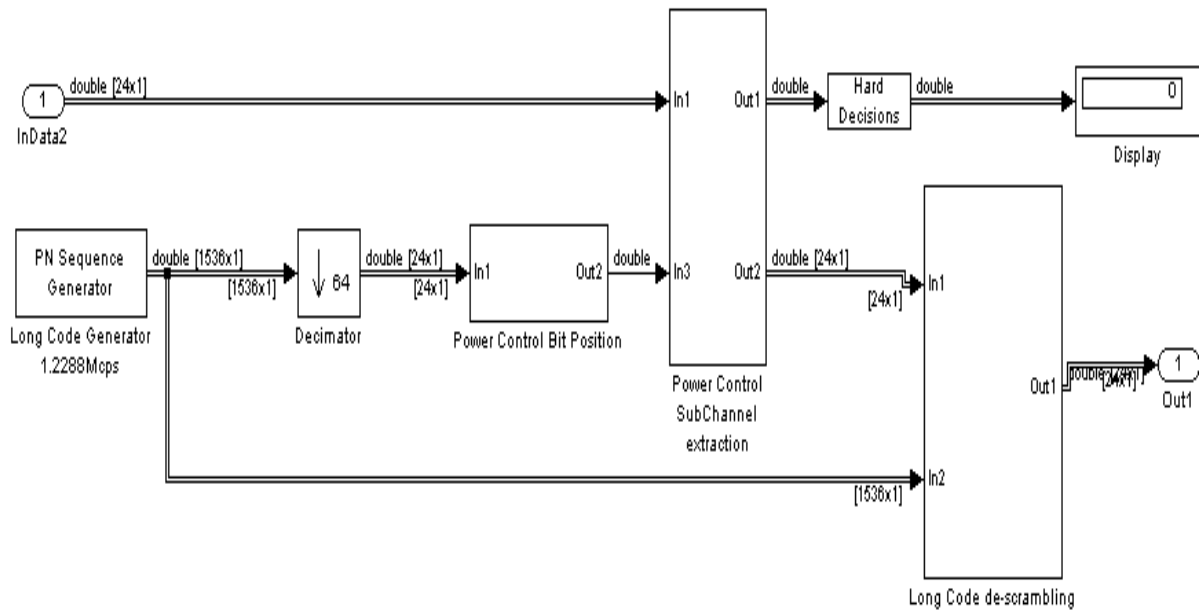 double [24x1]
1
InData2
In1
Out1
double
Hard
Decisions
double
0
Display
PN Sequence
Generator
Long Code Generator
1.2288Mcps
double [1536x1]
[1536x1]
64
Decimator
double [24x1]
[24x1]
In1
Out2
Power Control Bit Position
double
In3
Out2
Power Control
SubChannel
extraction
double [24x1]
[24x1]
In1
In2
[1536x1]
Out1
Long Code de-scrambling
double
[24x1]
1
Out1